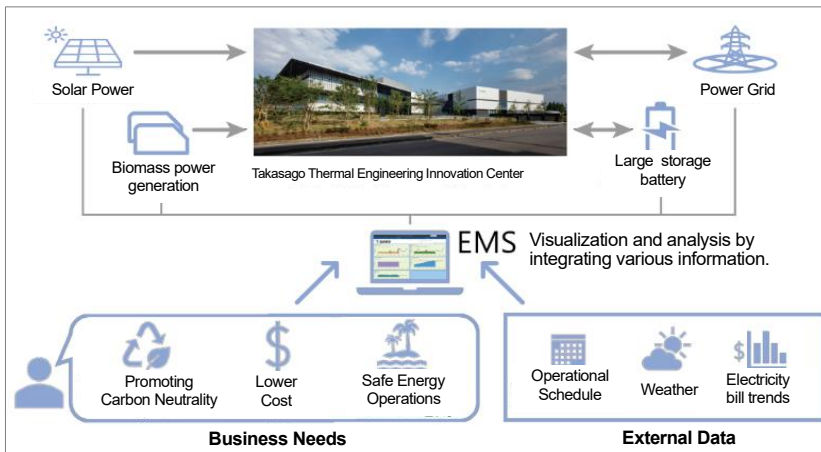 Solar Power
Power Grid
Biomass power
generation
Takasago Thermal Engineering Innovation Center
Large storage
battery
EMS
Visualization and analysis by
integrating various information.
Promoting
Carbon Neutrality
Lower
Cost
Safe Energy
Operations
Operational
Schedule
Weather
Electricity
bill trends
Business Needs
External Data